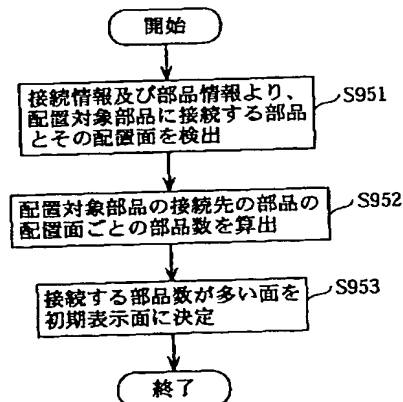 開始
接続情報及び部品情報より、
配置対象部品に接続する部品
とその配置面を検出
S951
配置対象部品の接続先の部品の
配置面ごとの部品数を算出
S952
接続する部品数が多い面を
初期表示面に決定
S953
終了